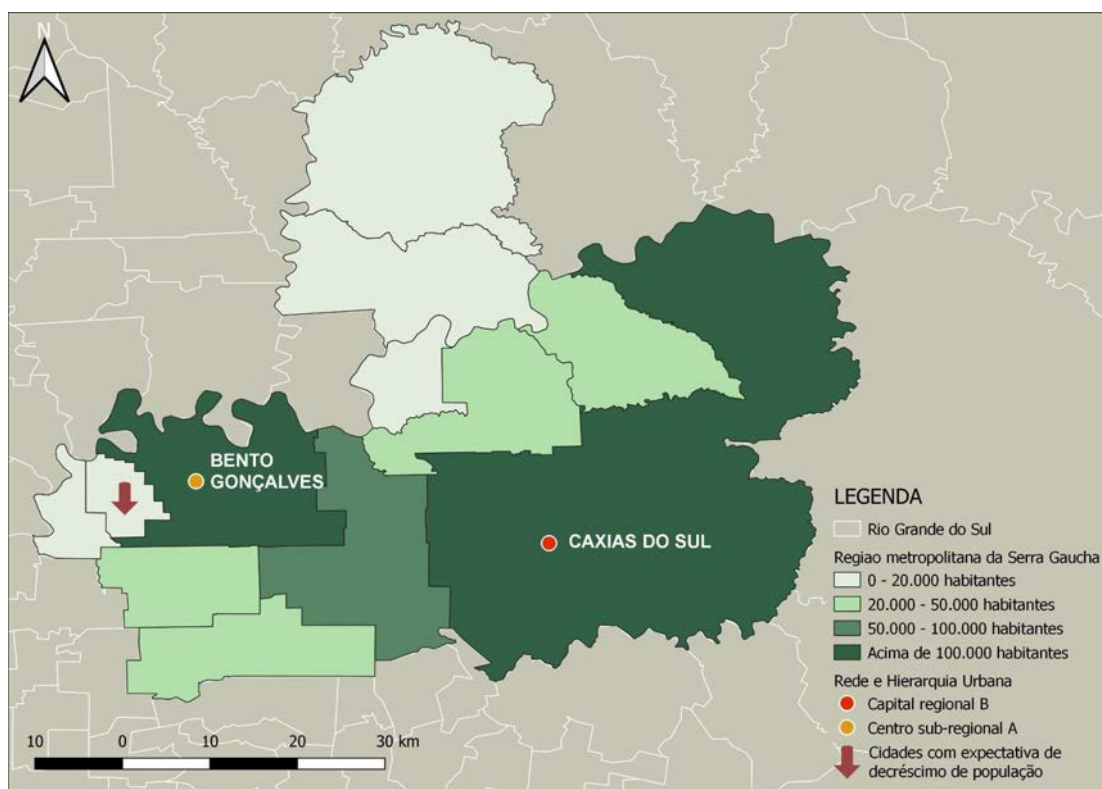 N
BENTO
GONÇALVES
CAXIAS DO SUL
LEGENDA
Rio Grande do Sul
Regiao metropolitana da Serra Gaucha
0 - 20.000 habitantes
20.000 - 50.000 habitantes
50.000 - 100.000 habitantes
Acima de 100.000 habitantes
Rede e Hierarquia Urbana
Capital regional B
Centro sub-regional A
Cidades com expectativa de
decréscimo de população
10 0 10 20 30 km